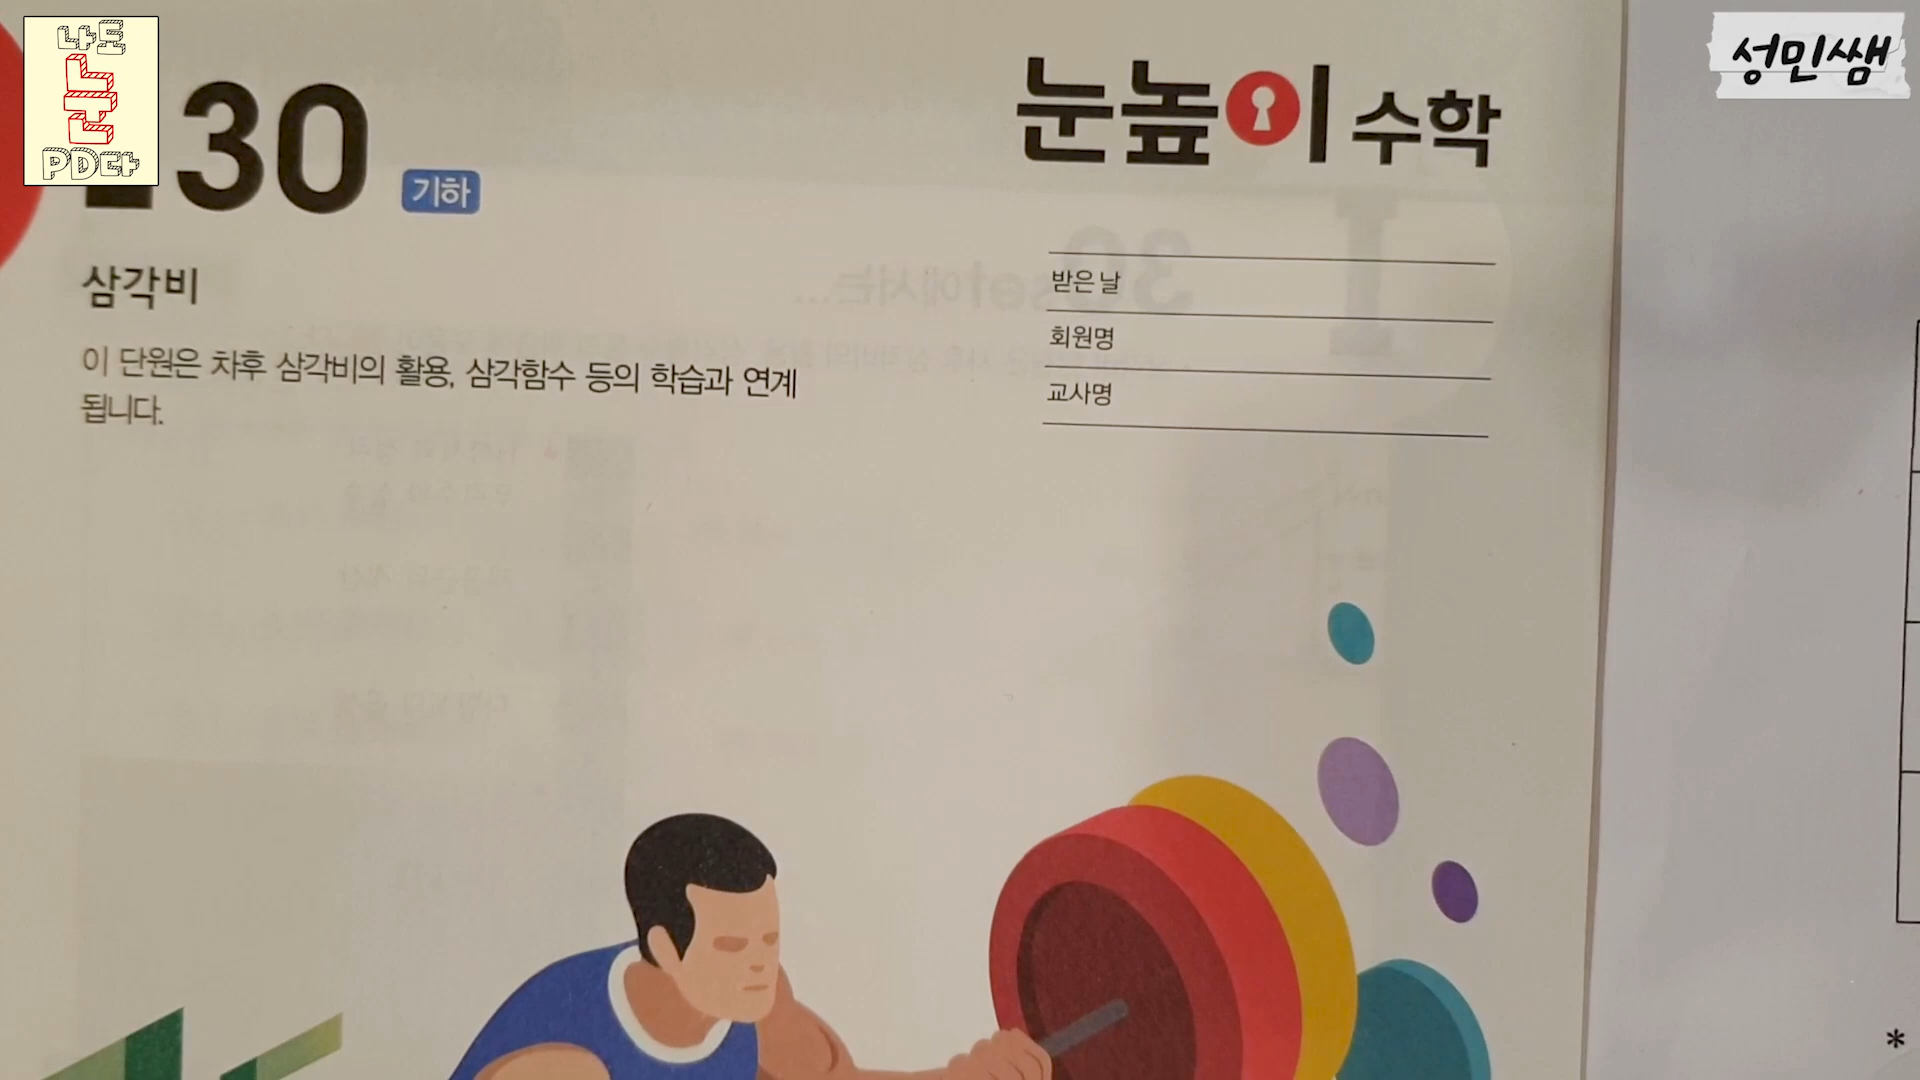 나도
눈
PD다
성민쌤
30 기하
눈높이 수학
삼각비
이 단원은 차후 삼각비의 활용, 삼각함수 등의 학습과 연계
됩니다.
받은 날
회원명
교사명
*